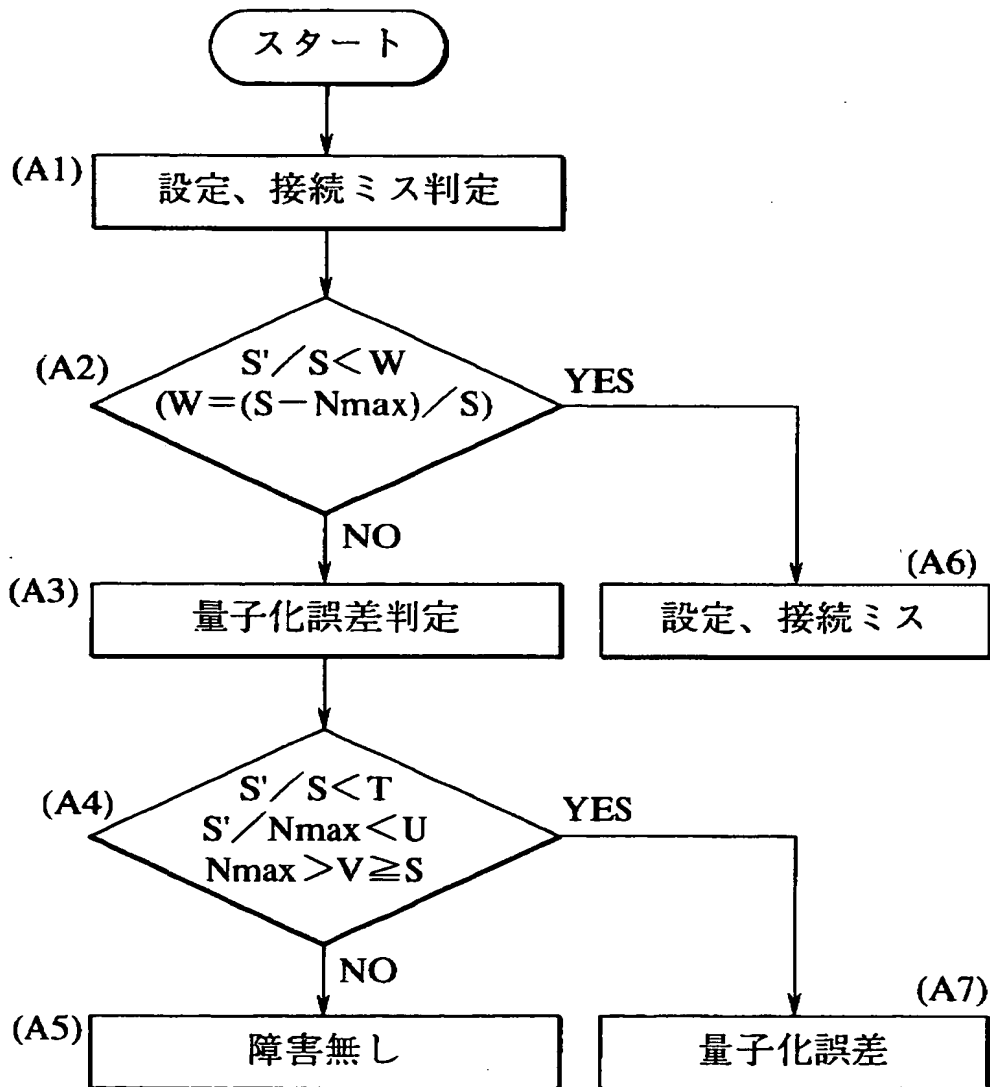 スタート
(A1)
設定、接続ミス判定
(A2)
S'／S＜W
(W＝(S－Nmax)／S)
YES
NO
(A3)
量子化誤差判定
(A6)
設定、接続ミス
(A4)
S'／S＜T
S'／Nmax＜U
Nmax＞V≧S
YES
NO
(A5)
障害無し
(A7)
量子化誤差